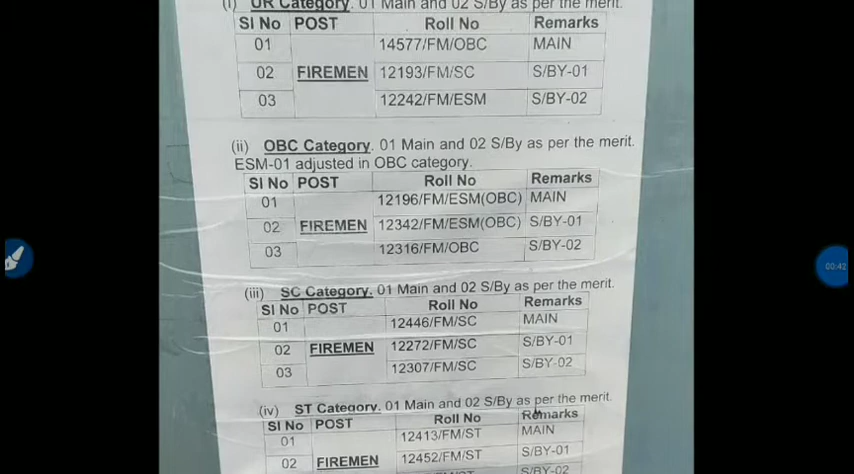 (i) UR Category. 01 Main and 02 S/By as per the merit.
SI No POST Roll No Remarks
01 14577/FM/OBC MAIN
02 FIREMEN 12193/FM/SC S/BY-01
03 12242/FM/ESM S/BY-02
(ii) OBC Category. 01 Main and 02 S/By as per the merit.
ESM-01 adjusted in OBC category.
SI No POST Roll No Remarks
01 12196/FM/ESM(OBC) MAIN
02 FIREMEN 12342/FM/ESM(OBC) S/BY-01
03 12316/FM/OBC S/BY-02
(iii) SC Category. 01 Main and 02 S/By as per the merit.
SI No POST Roll No Remarks
01 12446/FM/SC MAIN
02 FIREMEN 12272/FM/SC S/BY-01
03 12307/FM/SC S/BY-02
(iv) ST Category. 01 Main and 02 S/By as per the merit.
SI No POST Roll No Remarks
01 12413/FM/ST MAIN
02 FIREMEN 12452/FM/ST S/BY-01
S/BY-02
00:42